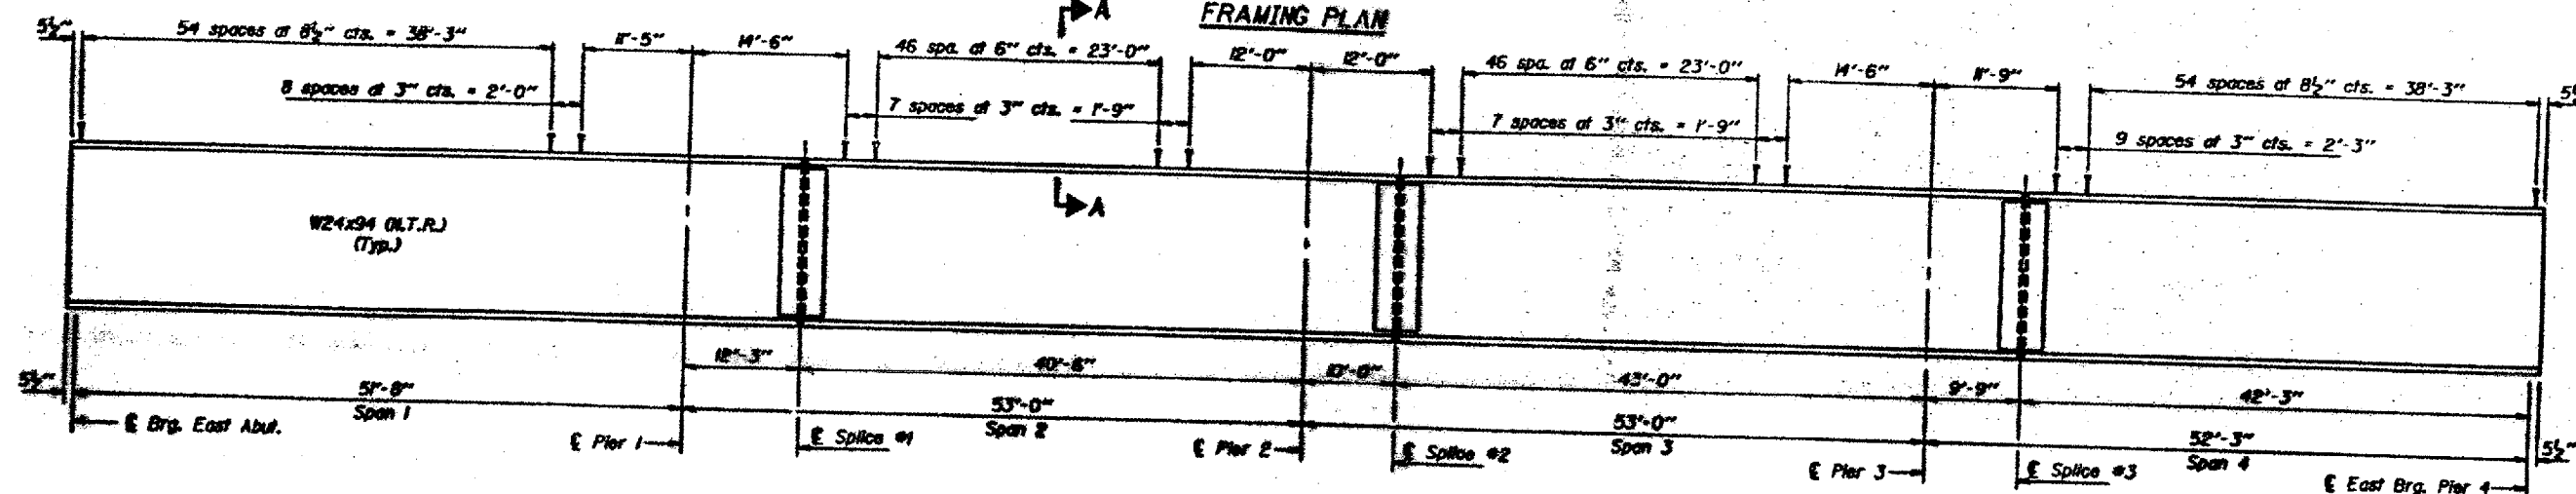 FRAMING PLAN
A
5½" 54 spaces at 8½" cts. = 38'-3" 11'-5" 14'-6" 46 spa. at 6" cts. = 23'-0" 12'-0" 12'-0" 46 spa. at 6" cts. = 23'-0" 14'-6" 11'-9" 54 spaces at 8½" cts. = 38'-3"
8 spaces at 3" cts. = 2'-0" 7 spaces at 3" cts. = 1'-9" 7 spaces at 3" cts. = 1'-9" 9 spaces at 3" cts. = 2'-3"
A
W24x94 (N.T.R.)
(Typ.)
12'-3" 10'-0" 43'-0" 9'-9" 42'-3"
5½" 51'-8" 53'-0" 53'-0" 52'-3" 5½"
Span 1 Span 2 Span 3 Span 4
℄ Brg. East Abut. ℄ Pier 1 ℄ Splice #1 ℄ Pier 2 ℄ Splice #2 ℄ Pier 3 ℄ Splice #3 ℄ East Brg. Pier 4